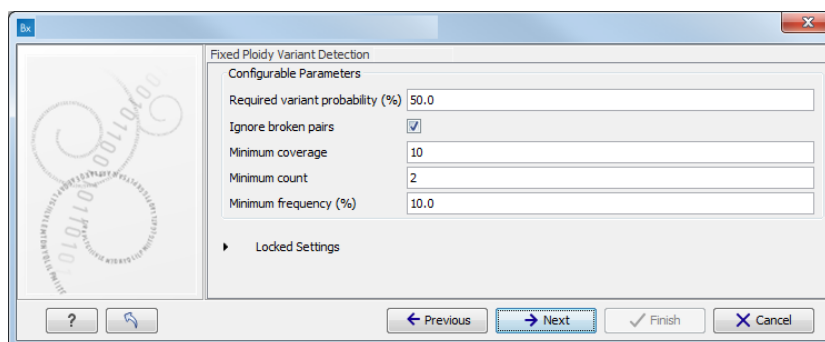 Bx
Fixed Ploidy Variant Detection
Configurable Parameters
Required variant probability (%) 50.0
Ignore broken pairs
Minimum coverage 10
Minimum count 2
Minimum frequency (%) 10.0
Locked Settings
? Previous Next Finish Cancel